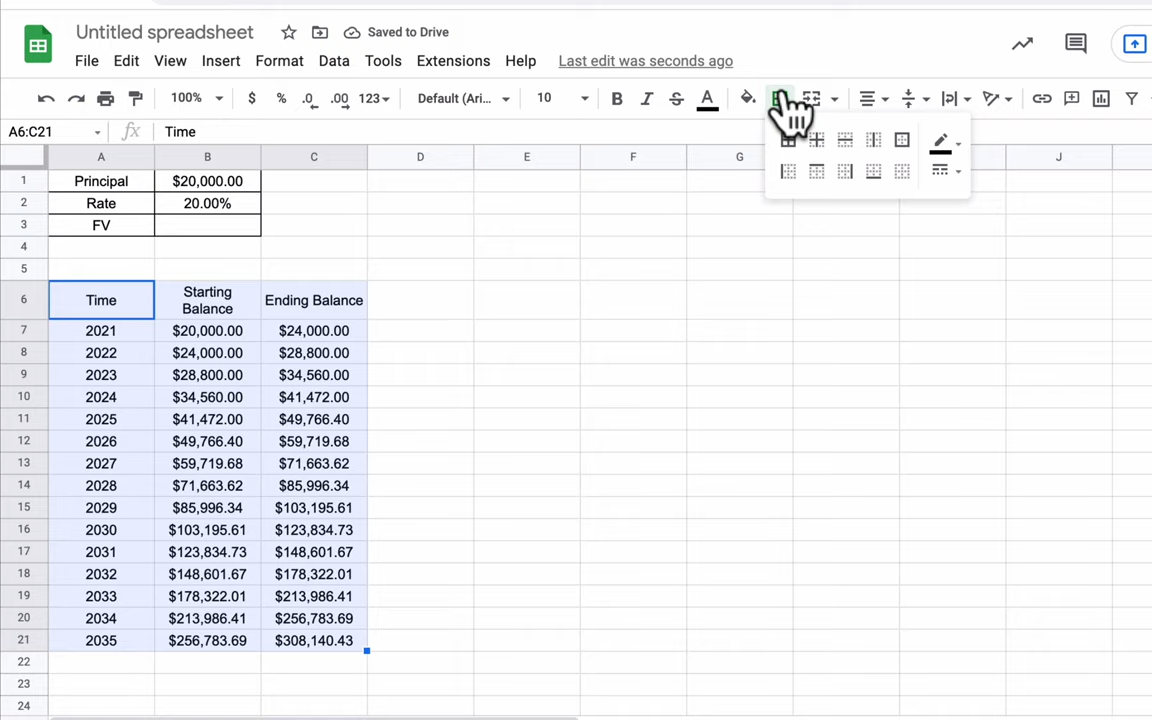 Untitled spreadsheet Saved to Drive
File Edit View Insert Format Data Tools Extensions Help Last edit was seconds ago
100% $ % .0 .00 123 Default (Ari... 10 B I S A
A6:C21 fx Time
A B C D E F G J
1 Principal $20,000.00
2 Rate 20.00%
3 FV
4
5
6 Time Starting Balance Ending Balance
7 2021 $20,000.00 $24,000.00
8 2022 $24,000.00 $28,800.00
9 2023 $28,800.00 $34,560.00
10 2024 $34,560.00 $41,472.00
11 2025 $41,472.00 $49,766.40
12 2026 $49,766.40 $59,719.68
13 2027 $59,719.68 $71,663.62
14 2028 $71,663.62 $85,996.34
15 2029 $85,996.34 $103,195.61
16 2030 $103,195.61 $123,834.73
17 2031 $123,834.73 $148,601.67
18 2032 $148,601.67 $178,322.01
19 2033 $178,322.01 $213,986.41
20 2034 $213,986.41 $256,783.69
21 2035 $256,783.69 $308,140.43
22
23
24